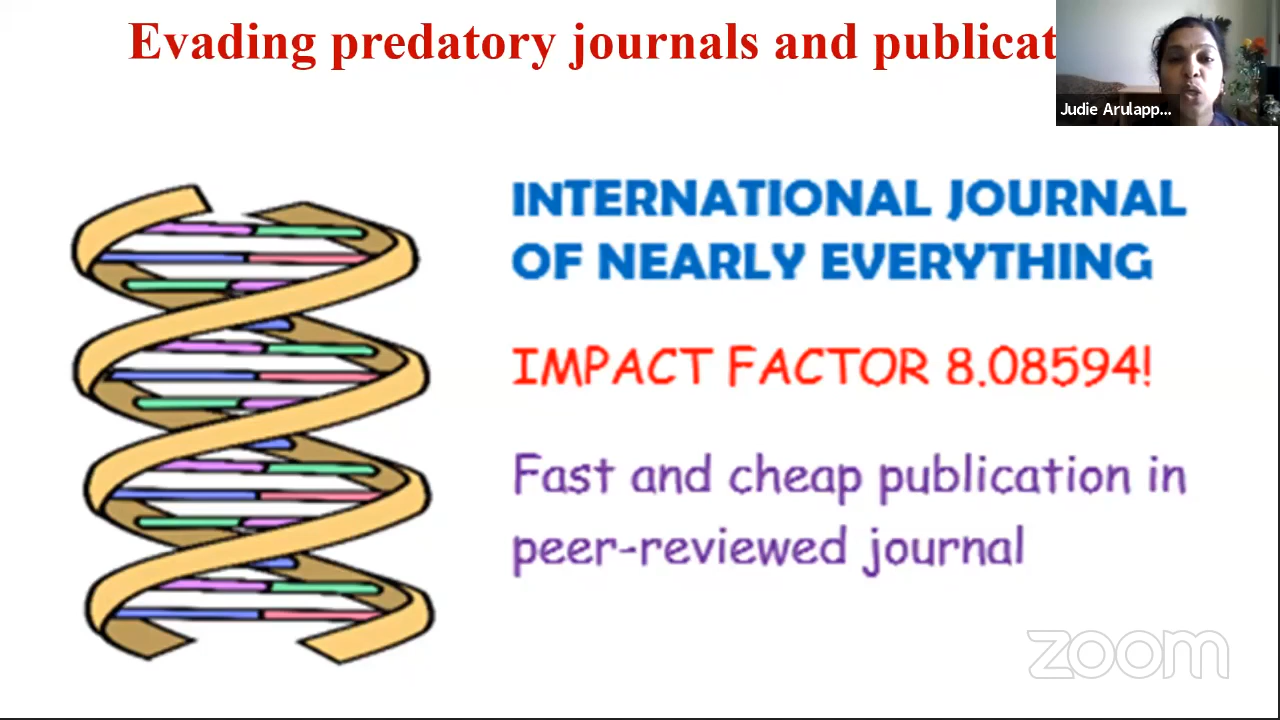 Evading predatory journals and publicat
Judie Arulapp...
INTERNATIONAL JOURNAL
OF NEARLY EVERYTHING
IMPACT FACTOR 8.08594!
Fast and cheap publication in
peer-reviewed journal
zoom